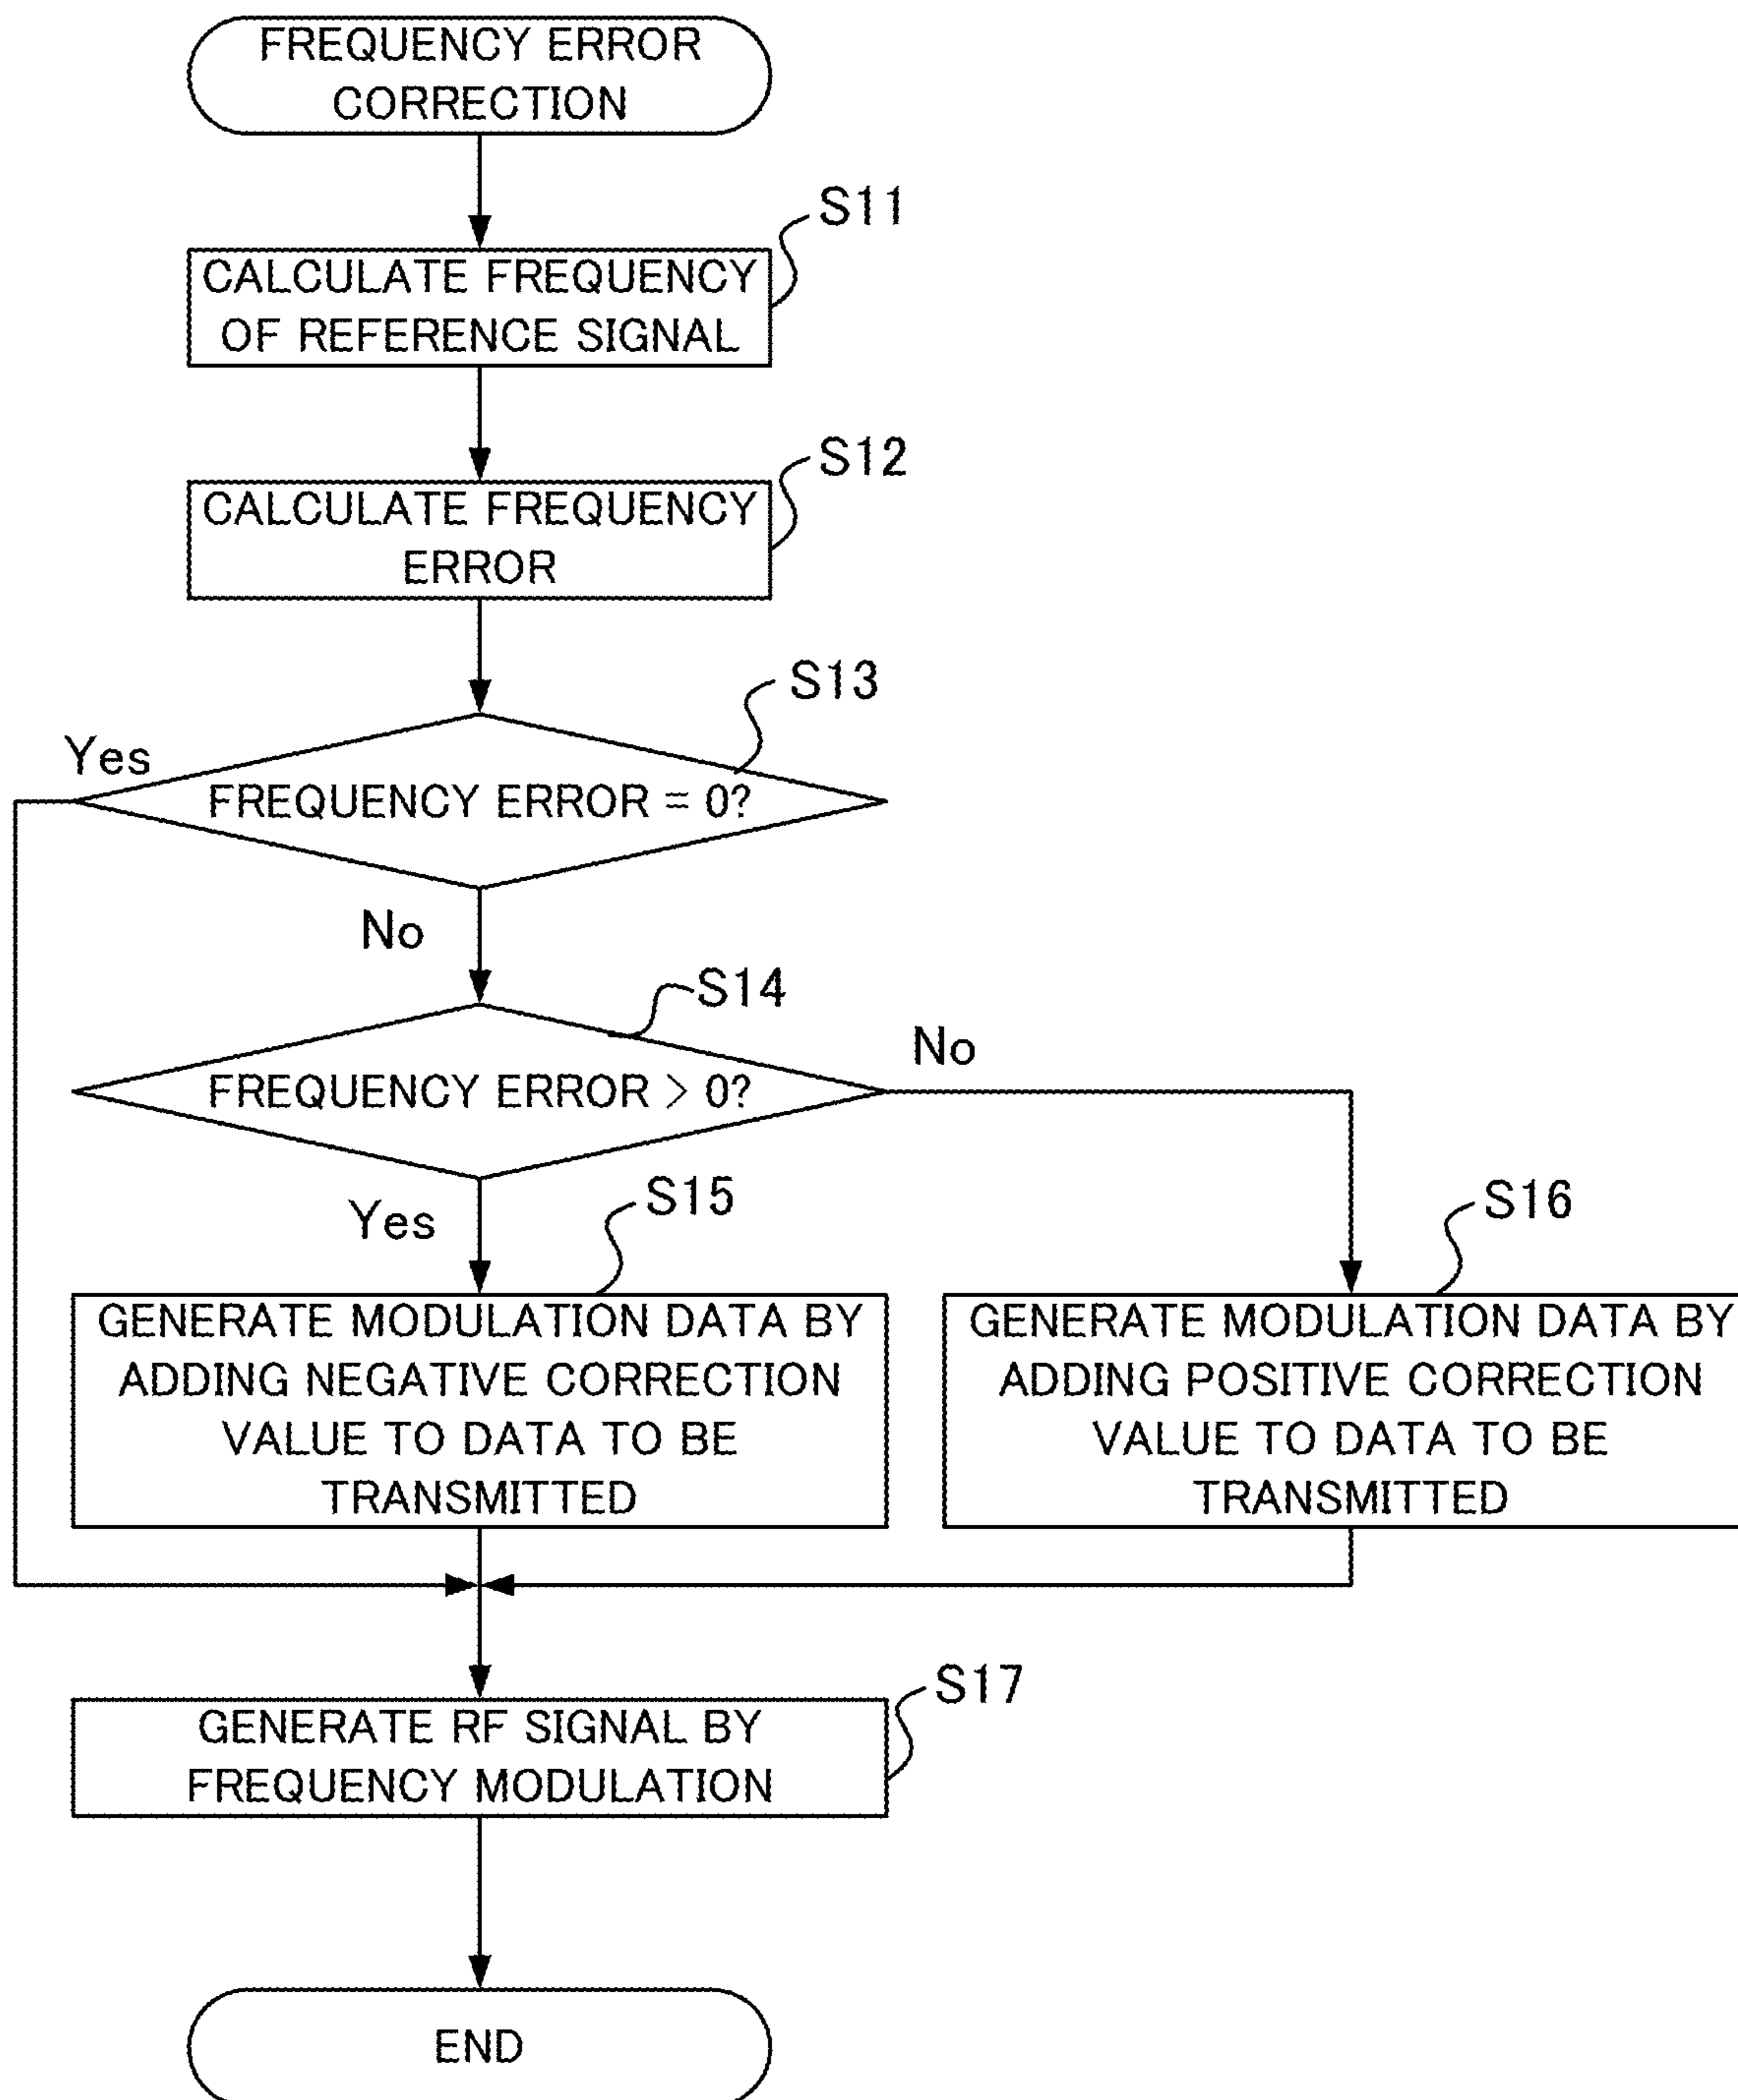 FREQUENCY ERROR
CORRECTION
S11
CALCULATE FREQUENCY
OF REFERENCE SIGNAL
S12
CALCULATE FREQUENCY
ERROR
S13
Yes
FREQUENCY ERROR = 0?
No
S14
No
FREQUENCY ERROR > 0?
Yes
S15
S16
GENERATE MODULATION DATA BY
ADDING NEGATIVE CORRECTION
VALUE TO DATA TO BE
TRANSMITTED
GENERATE MODULATION DATA BY
ADDING POSITIVE CORRECTION
VALUE TO DATA TO BE
TRANSMITTED
S17
GENERATE RF SIGNAL BY
FREQUENCY MODULATION
END